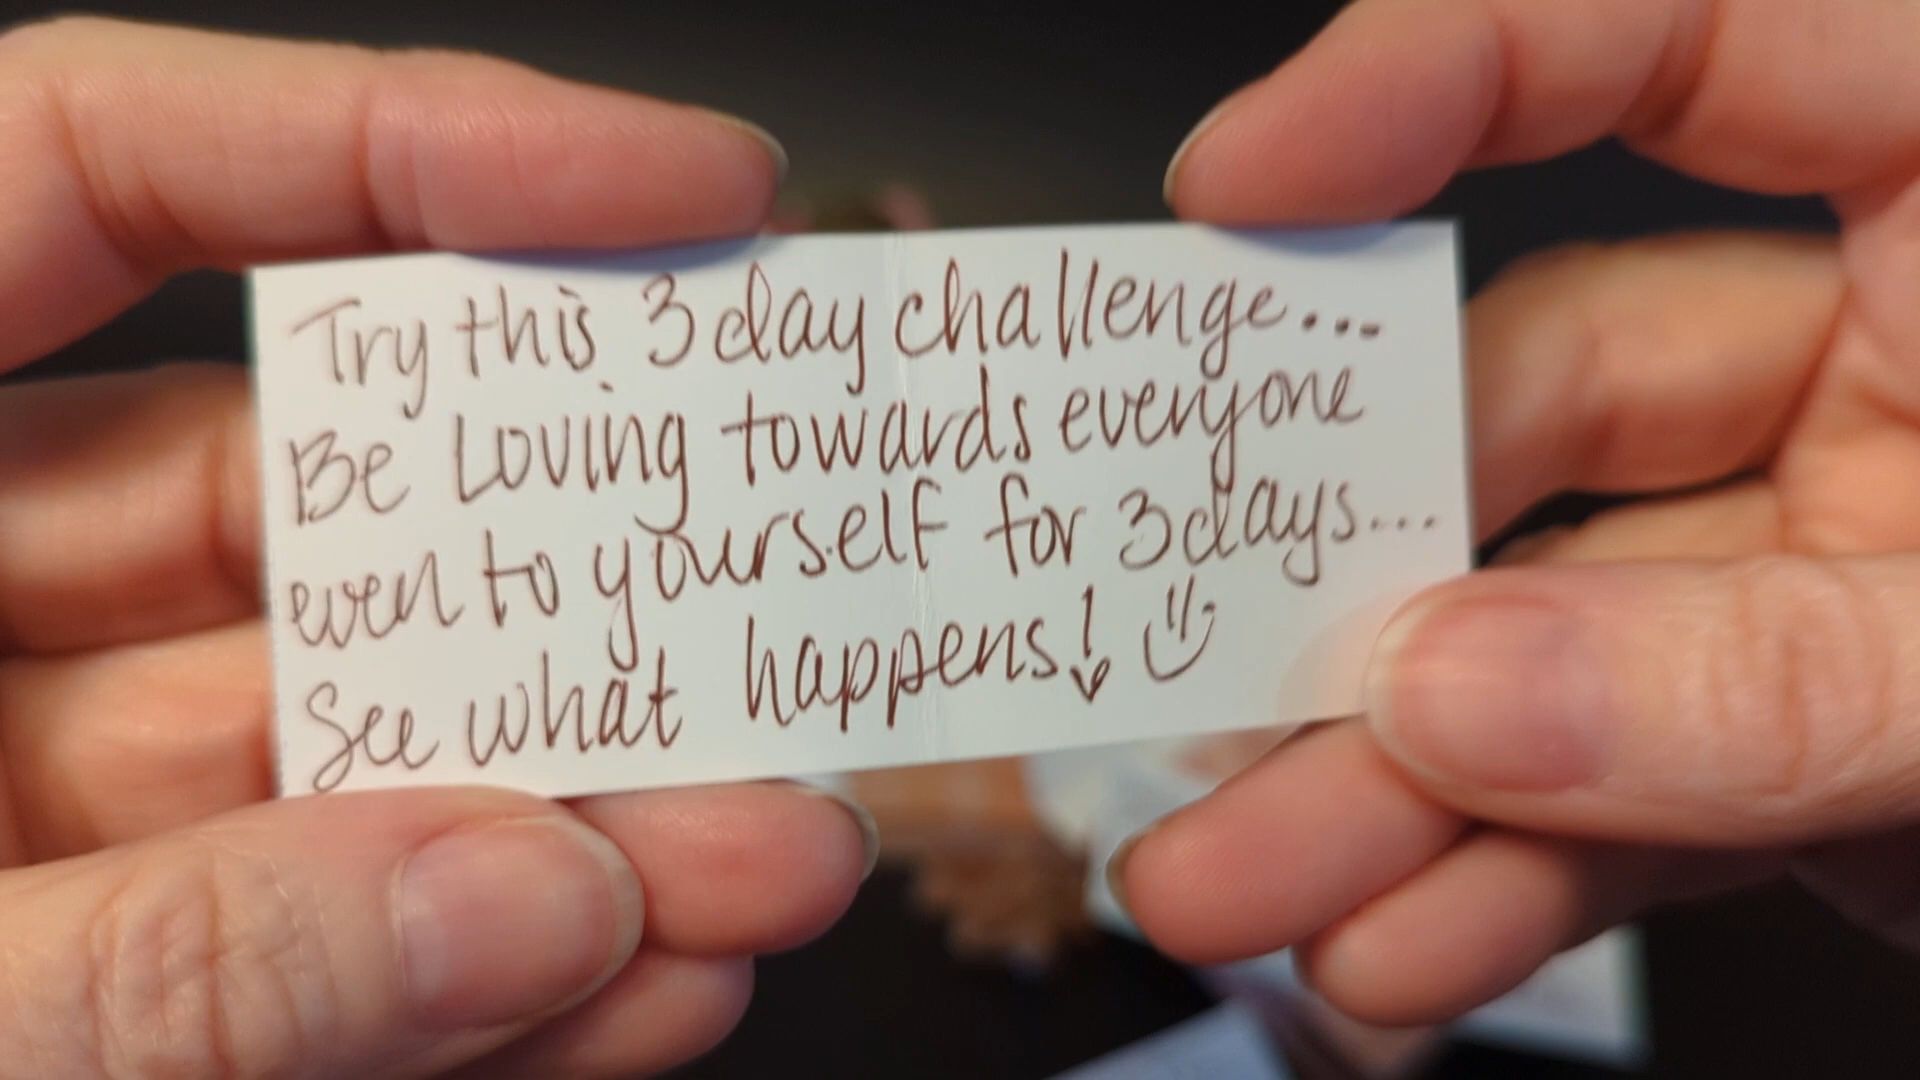 Try this 3 day challenge...
Be Loving towards everyone
even to yourself for 3 days...
See what happens!